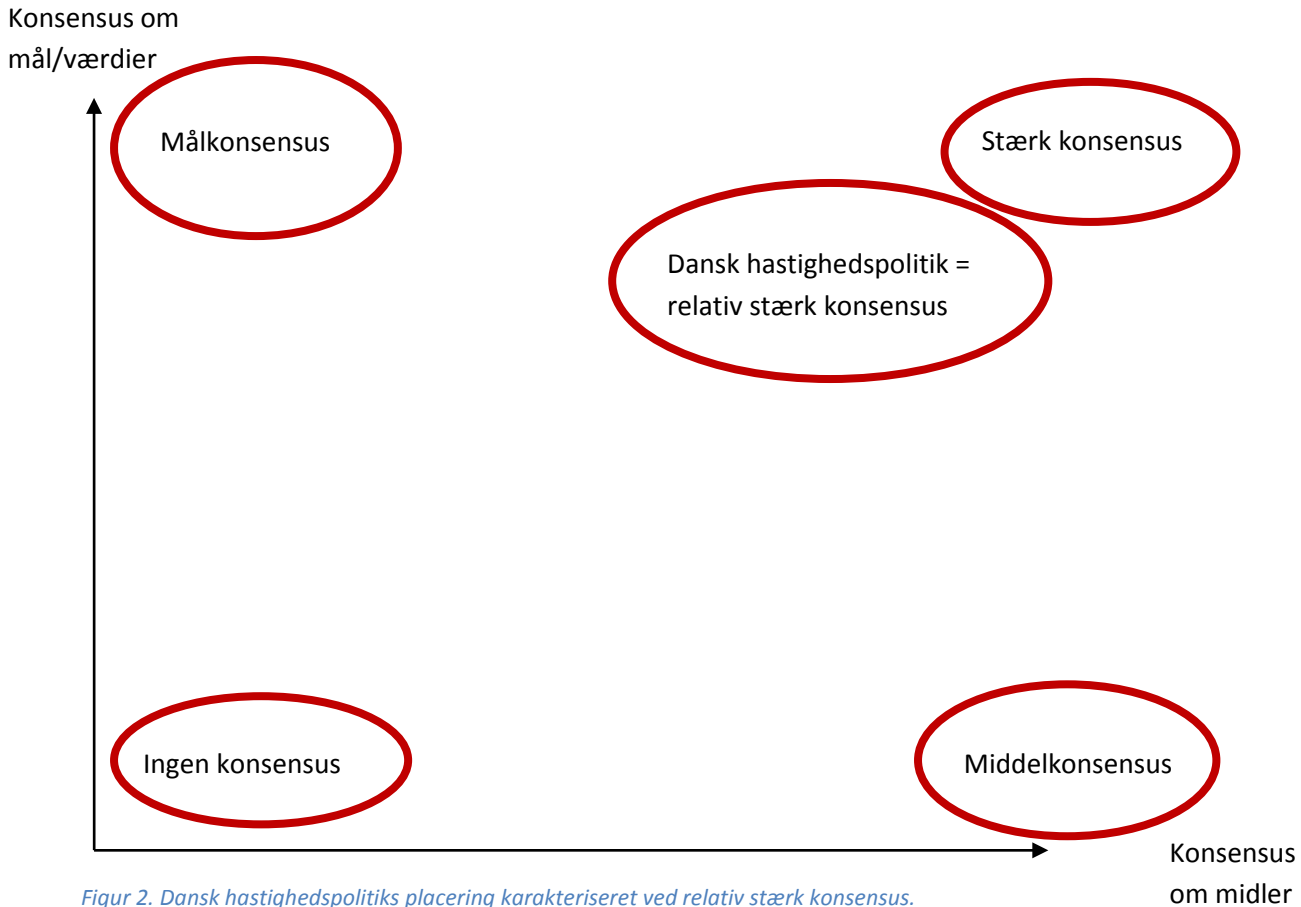 Konsensus om
mål/værdier
Målkonsensus
Stærk konsensus
Dansk hastighedspolitik =
relativ stærk konsensus
Ingen konsensus
Middelkonsensus
Konsensus
om midler
Figur 2. Dansk hastighedspolitiks placering karakteriseret ved relativ stærk konsensus.